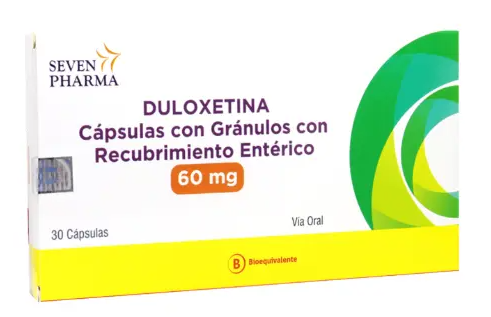 SEVEN
PHARMA
DULOXETINA
Cápsulas con Gránulos con
Recubrimiento Entérico
60 mg
30 Cápsulas
Vía Oral
B Bioequivalente